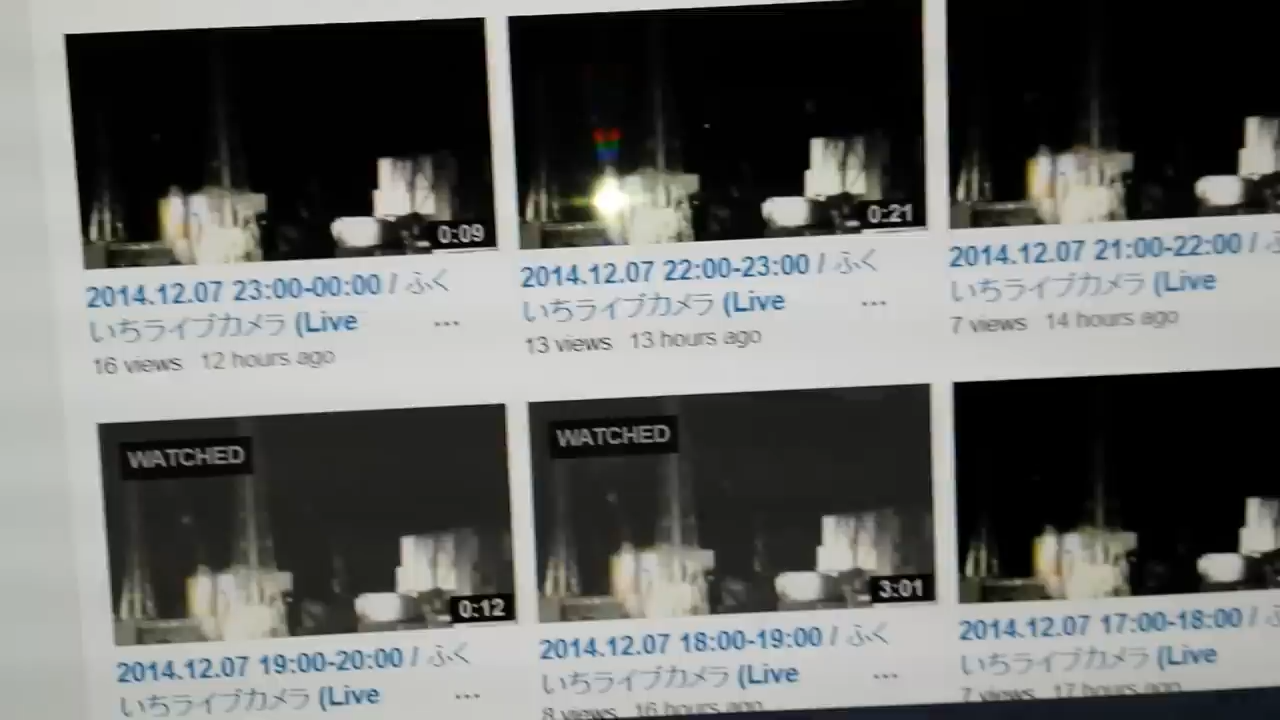 0:09
0:21
2014.12.07 23:00-00:00 / ふく
いちライブカメラ (Live
16 views 12 hours ago
2014.12.07 22:00-23:00 / ふく
いちライブカメラ (Live
13 views 13 hours ago
2014.12.07 21:00-22:00 /
いちライブカメラ (Live
7 views 14 hours ago
WATCHED
0:12
WATCHED
3:01
2014.12.07 19:00-20:00 / ふく
いちライブカメラ (Live
2014.12.07 18:00-19:00 / ふく
いちライブカメラ (Live
8 views 16 hours ago
2014.12.07 17:00-18:00 /
いちライブカメラ (Live
7 views 17 hours ago